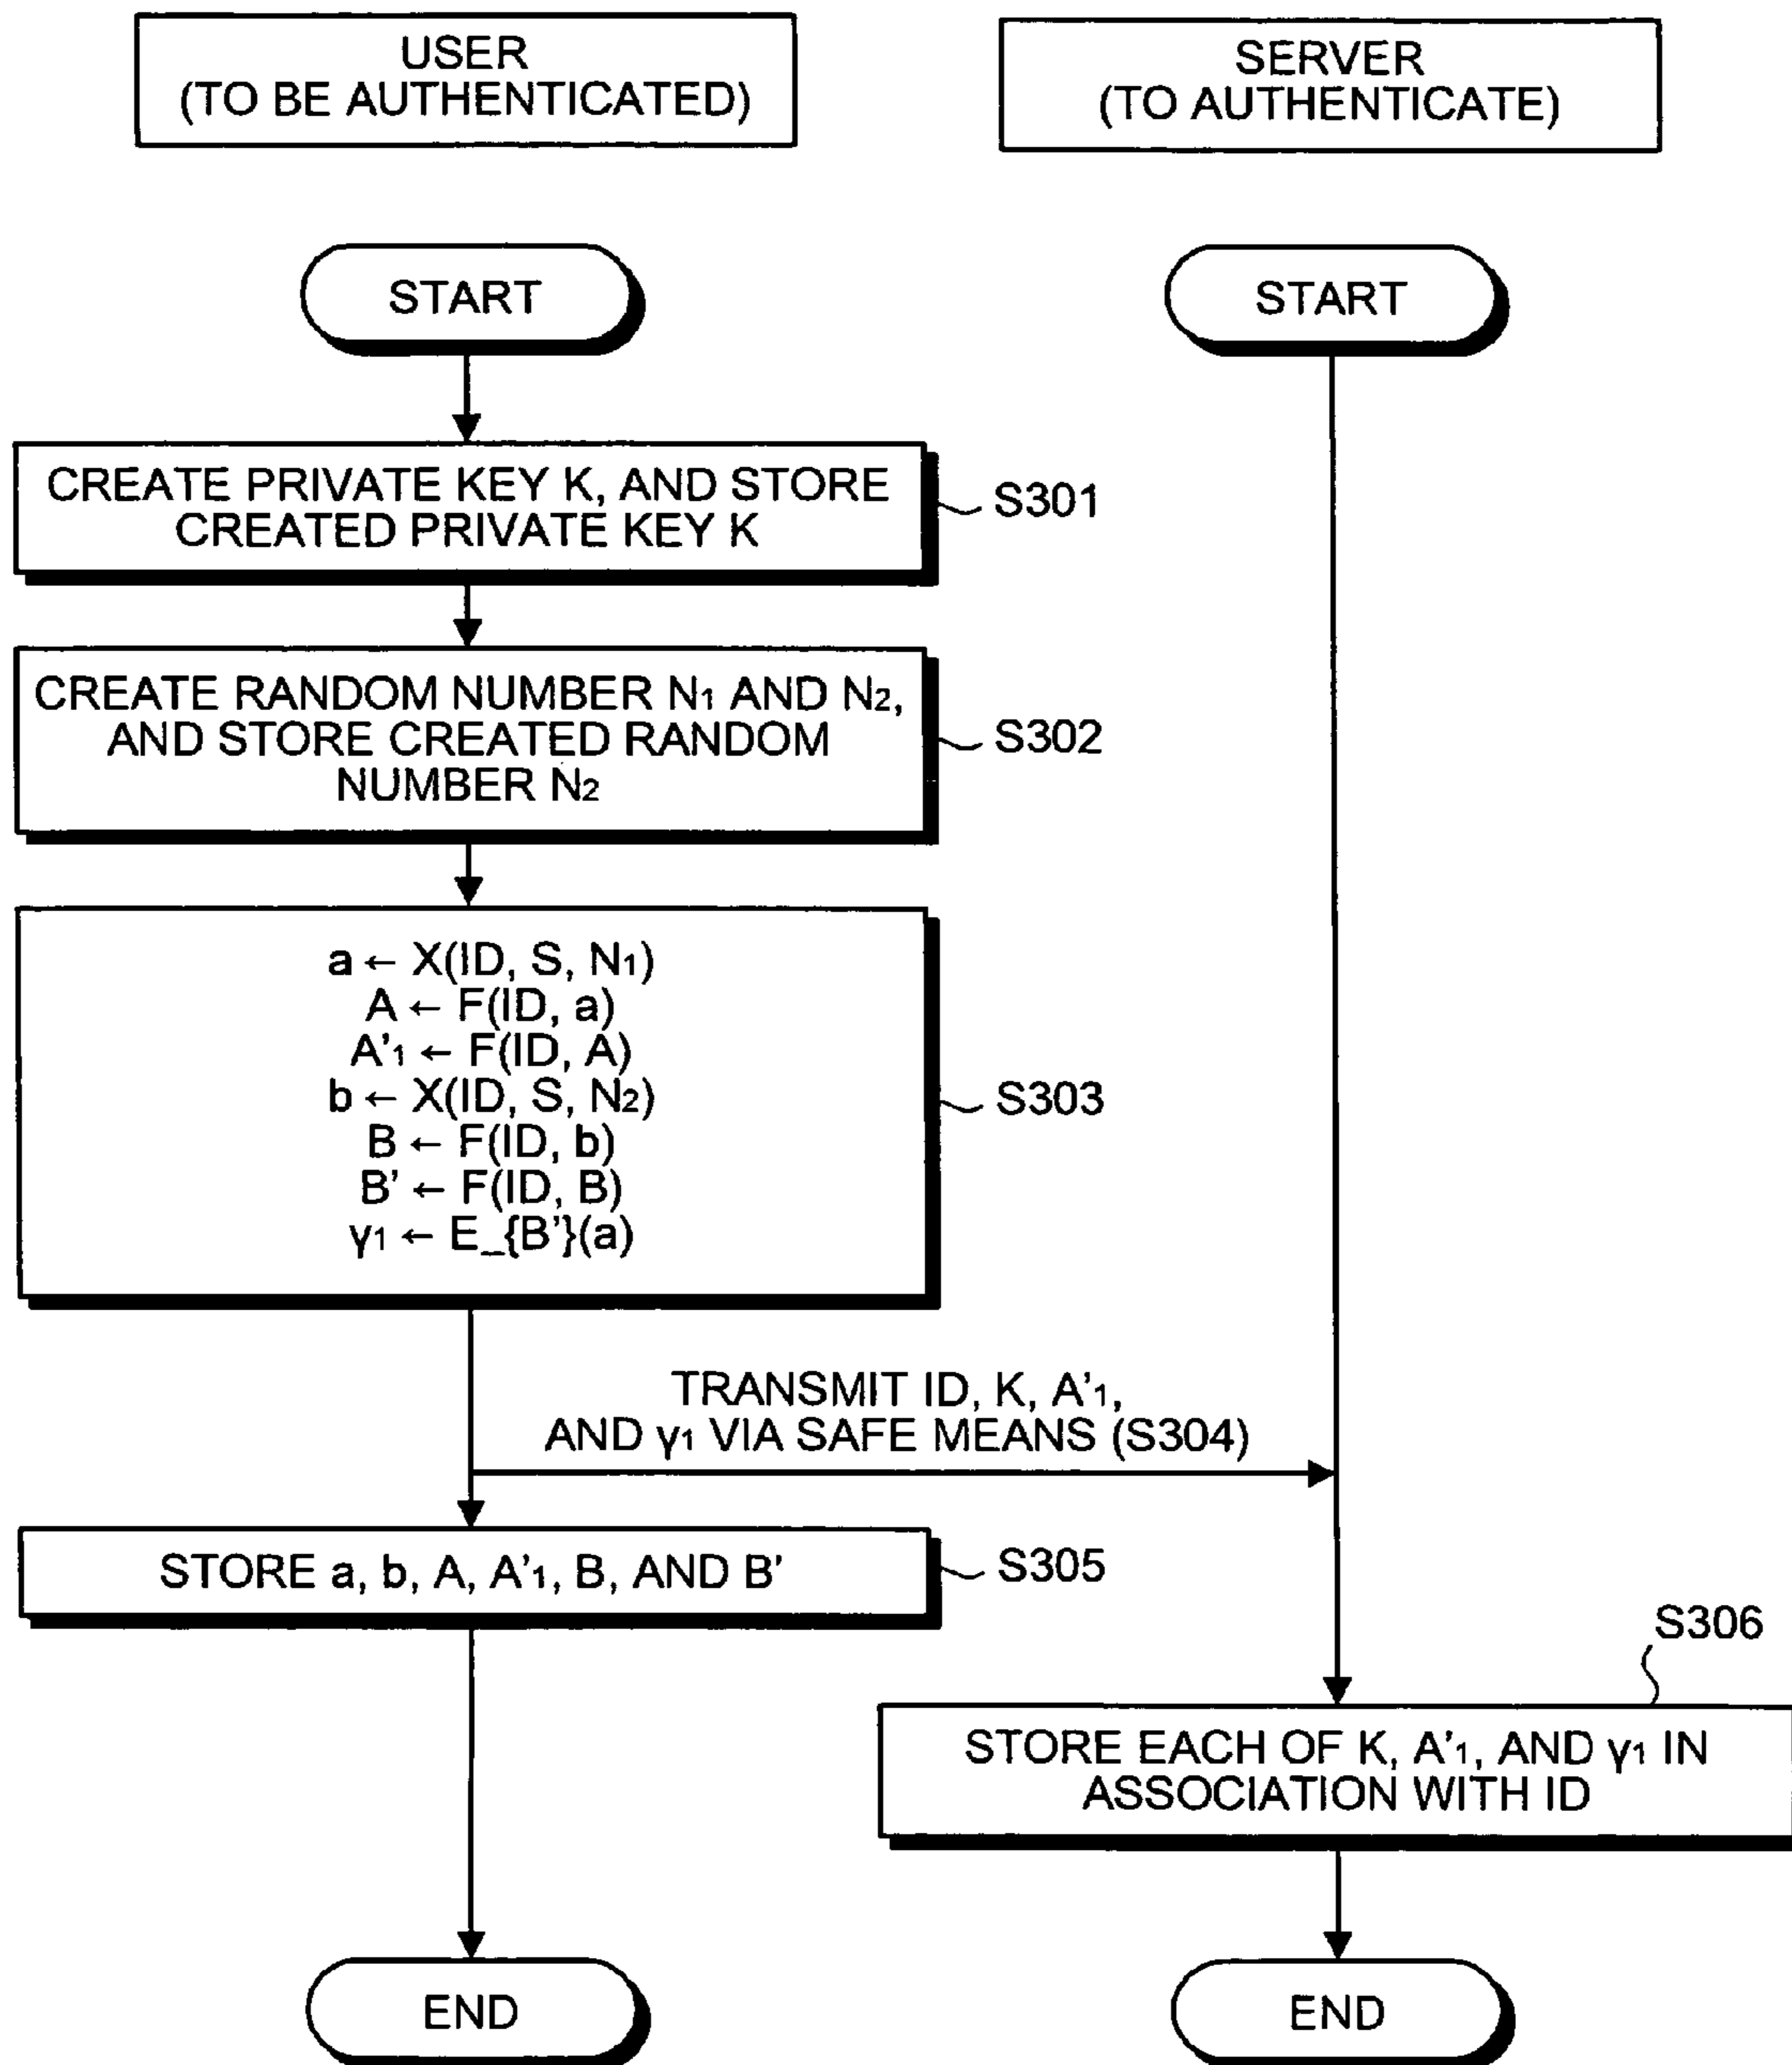 USER
(TO BE AUTHENTICATED)
SERVER
(TO AUTHENTICATE)
START
START
CREATE PRIVATE KEY K, AND STORE
CREATED PRIVATE KEY K
S301
CREATE RANDOM NUMBER N₁ AND N₂,
AND STORE CREATED RANDOM
NUMBER N₂
S302
a ← X(ID, S, N₁)
A ← F(ID, a)
A'₁ ← F(ID, A)
b ← X(ID, S, N₂)
B ← F(ID, b)
B' ← F(ID, B)
γ₁ ← E_{B'}(a)
S303
TRANSMIT ID, K, A'₁,
AND γ₁ VIA SAFE MEANS (S304)
STORE a, b, A, A'₁, B, AND B'
S305
S306
STORE EACH OF K, A'₁, AND γ₁ IN
ASSOCIATION WITH ID
END
END